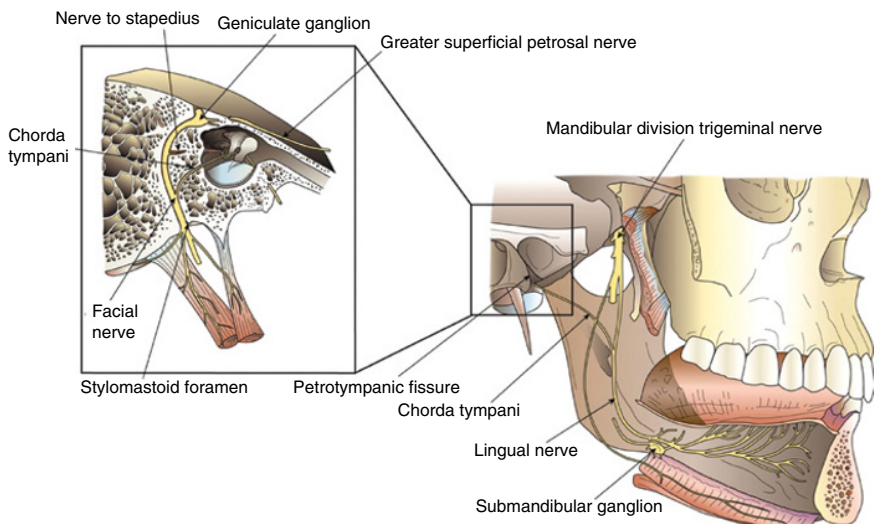 Nerve to stapedius
Geniculate ganglion
Greater superficial petrosal nerve
Chorda
tympani
Mandibular division trigeminal nerve
Facial
nerve
Stylomastoid foramen
Petrotympanic fissure
Chorda tympani
Lingual nerve
Submandibular ganglion